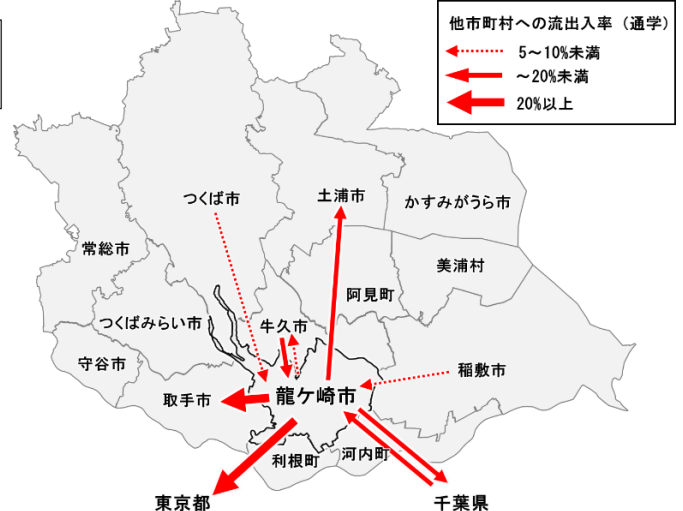 他市町村への流出入率（通学）
5～10%未満
～20%未満
20%以上
つくば市
土浦市
かすみがうら市
常総市
美浦村
阿見町
つくばみらい市
牛久市
守谷市
稲敷市
取手市
龍ケ崎市
利根町
河内町
東京都
千葉県